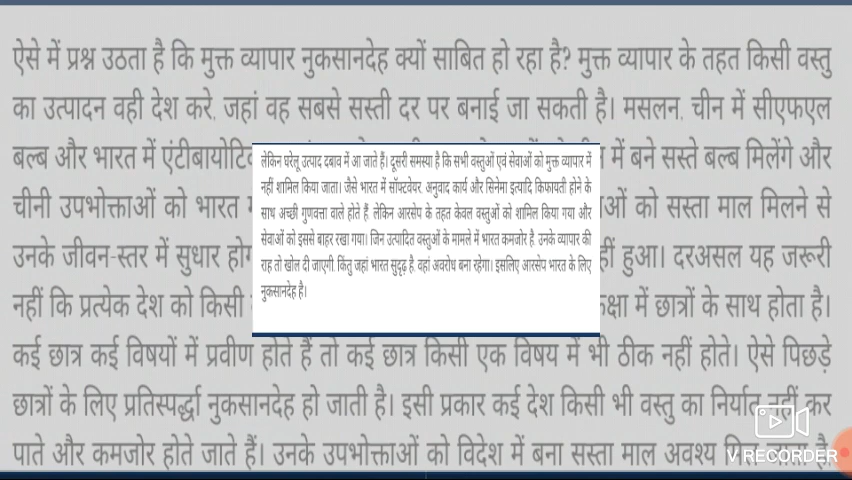 ऐसे में प्रश्न उठता है कि मुक्त व्यापार नुकसानदेह क्यों साबित हो रहा है? मुक्त व्यापार के तहत किसी वस्तु
का उत्पादन वही देश करे, जहां वह सबसे सस्ती दर पर बनाई जा सकती है। मसलन, चीन में सीएफएल
बल्ब और भारत में एंटीबायोटि
में बने सस्ते बल्ब मिलेंगे और
चीनी उपभोक्ताओं को भारत
ओं को सस्ता माल मिलने से
उनके जीवन-स्तर में सुधार हो
हीं हुआ। दरअसल यह जरूरी
नहीं कि प्रत्येक देश को किसी
क्षा में छात्रों के साथ होता है।
लेकिन घरेलू उत्पाद दबाव में आ जाते हैं। दूसरी समस्या है कि सभी वस्तुओं एवं सेवाओं को मुक्त व्यापार में
नहीं शामिल किया जाता। जैसे भारत में सॉफ्टवेयर, अनुवाद कार्य और सिनेमा इत्यादि किफायती होने के
साथ अच्छी गुणवत्ता वाले होते हैं, लेकिन आरसेप के तहत केवल वस्तुओं को शामिल किया गया और
सेवाओं को इससे बाहर रखा गया। जिन उत्पादित वस्तुओं के मामले में भारत कमजोर है, उनके व्यापार की
राह तो खोल दी जाएगी, किंतु जहां भारत सुदृढ़ है, वहां अवरोध बना रहेगा। इसलिए आरसेप भारत के लिए
नुकसानदेह है।
कई छात्र कई विषयों में प्रवीण होते हैं तो कई छात्र किसी एक विषय में भी ठीक नहीं होते। ऐसे पिछड़े
छात्रों के लिए प्रतिस्पर्द्धा नुकसानदेह हो जाती है। इसी प्रकार कई देश किसी भी वस्तु का निर्यात नहीं कर
पाते और कमजोर होते जाते हैं। उनके उपभोक्ताओं को विदेश में बना सस्ता माल अवश्य मिल जाता है,
V RECORDER